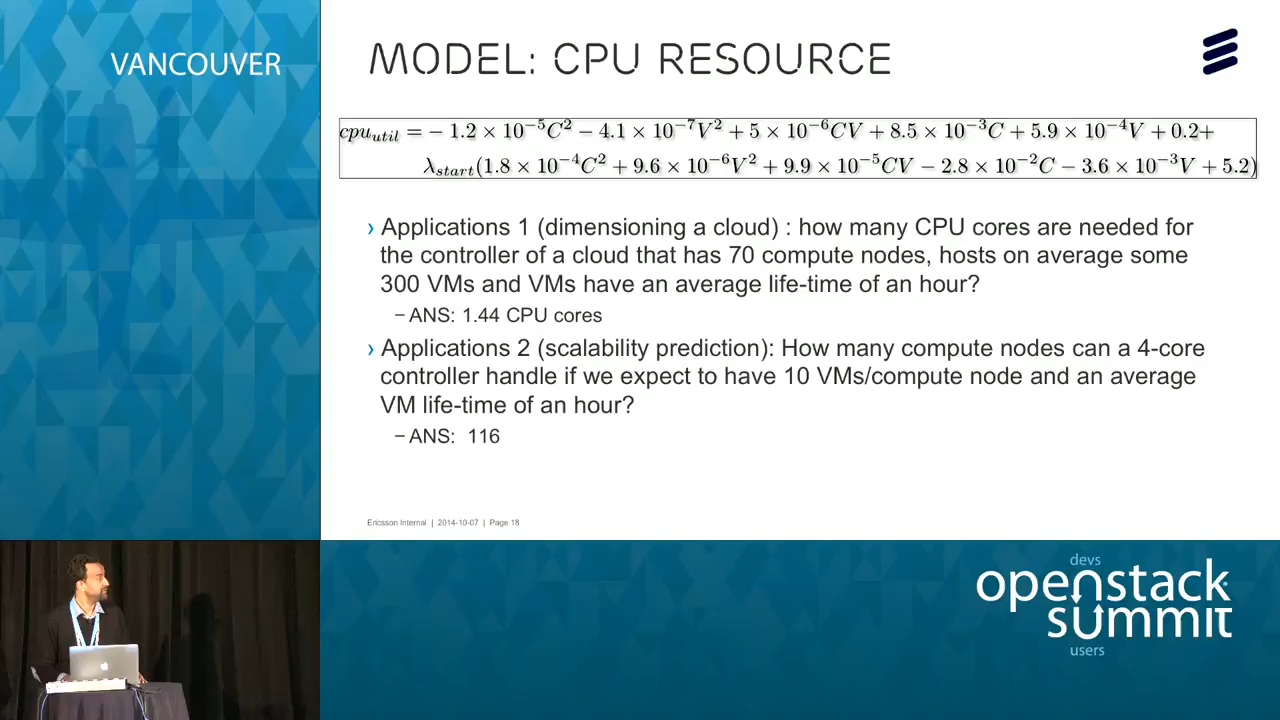 VANCOUVER
MODEL: CPU RESOURCE
cpu_util = − 1.2 × 10^−5C^2 − 4.1 × 10^−7V^2 + 5 × 10^−6CV + 8.5 × 10^−3C + 5.9 × 10^−4V + 0.2+
λ_start(1.8 × 10^−4C^2 + 9.6 × 10^−6V^2 + 9.9 × 10^−5CV − 2.8 × 10^−2C − 3.6 × 10^−3V + 5.2)
› Applications 1 (dimensioning a cloud) : how many CPU cores are needed for
the controller of a cloud that has 70 compute nodes, hosts on average some
300 VMs and VMs have an average life-time of an hour?
− ANS: 1.44 CPU cores
› Applications 2 (scalability prediction): How many compute nodes can a 4-core
controller handle if we expect to have 10 VMs/compute node and an average
VM life-time of an hour?
− ANS: 116
Ericsson Internal | 2014-10-07 | Page 18
devs
openstack
summit
users